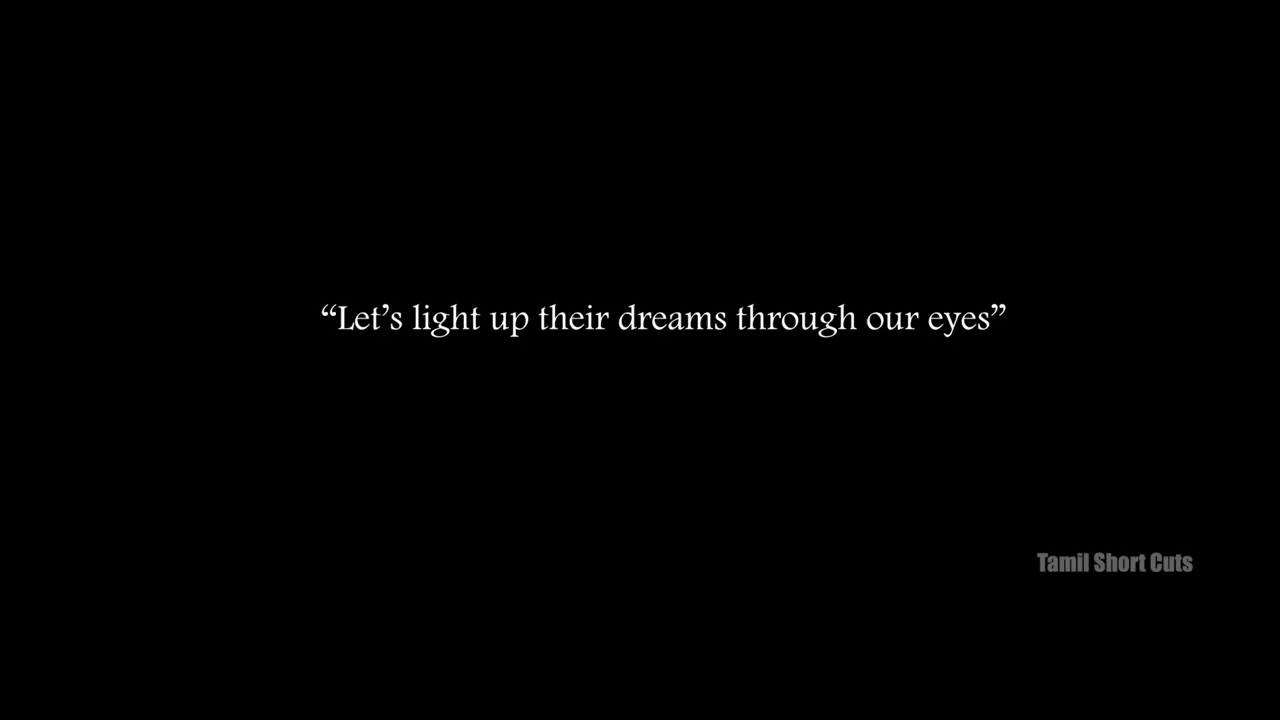 “Let’s light up their dreams through our eyes”
Tamil Short Cuts